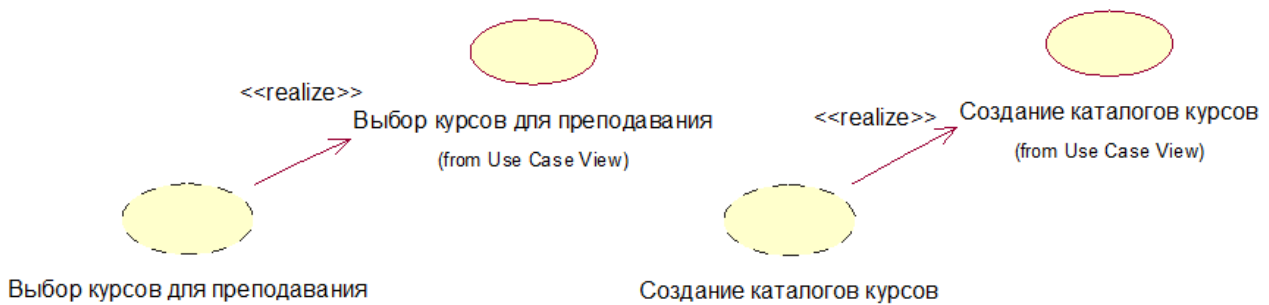 <<realize>>
Выбор курсов для преподавания
(from Use Case View)
Выбор курсов для преподавания
<<realize>>
Создание каталогов курсов
(from Use Case View)
Создание каталогов курсов